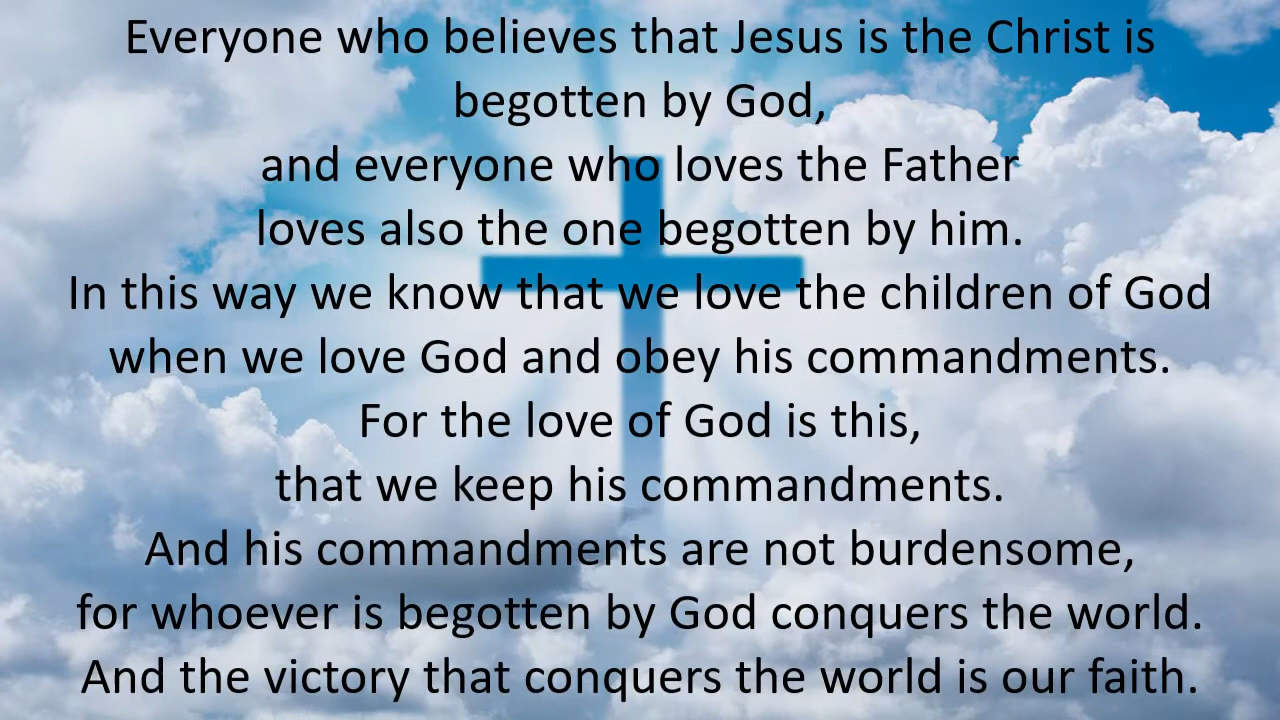 Everyone who believes that Jesus is the Christ is
begotten by God,
and everyone who loves the Father
loves also the one begotten by him.
In this way we know that we love the children of God
when we love God and obey his commandments.
For the love of God is this,
that we keep his commandments.
And his commandments are not burdensome,
for whoever is begotten by God conquers the world.
And the victory that conquers the world is our faith.